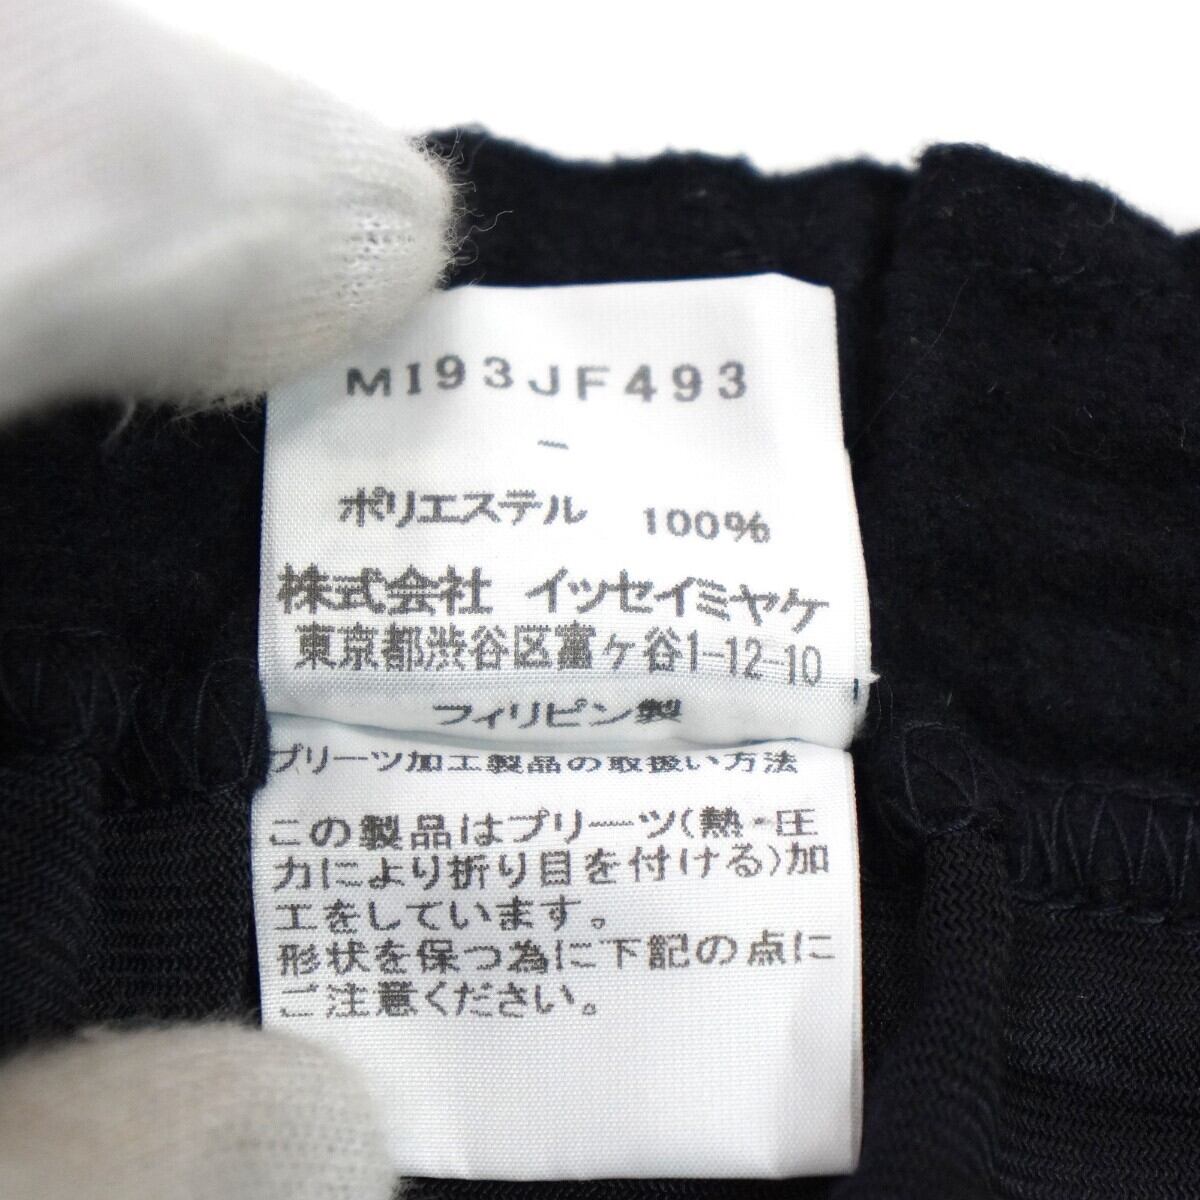 MI93JF493
—
ポリエステル 100%
株式会社 イッセイミヤケ
東京都渋谷区富ケ谷1-12-10
フィリピン製
プリーツ加工製品の取扱い方法
この製品はプリーツ(熱・圧
力により折り目を付ける)加
工をしています。
形状を保つ為に下記の点に
ご注意ください。